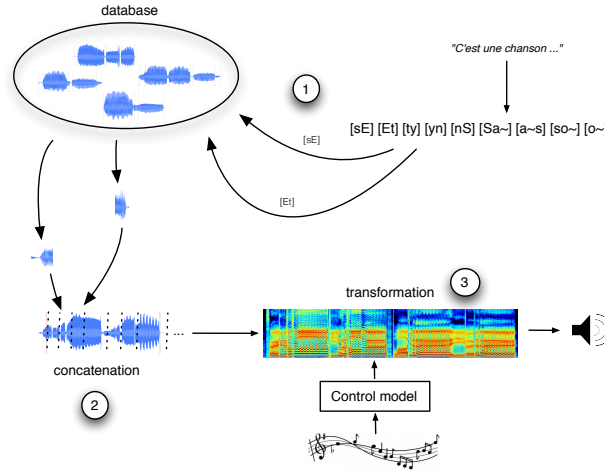 database
"C'est une chanson ..."
1
[sE] [Et] [ty] [yn] [nS] [Sa~] [a~s] [so~] [o~
[sE]
[Et]
3
transformation
...
concatenation
2
Control model